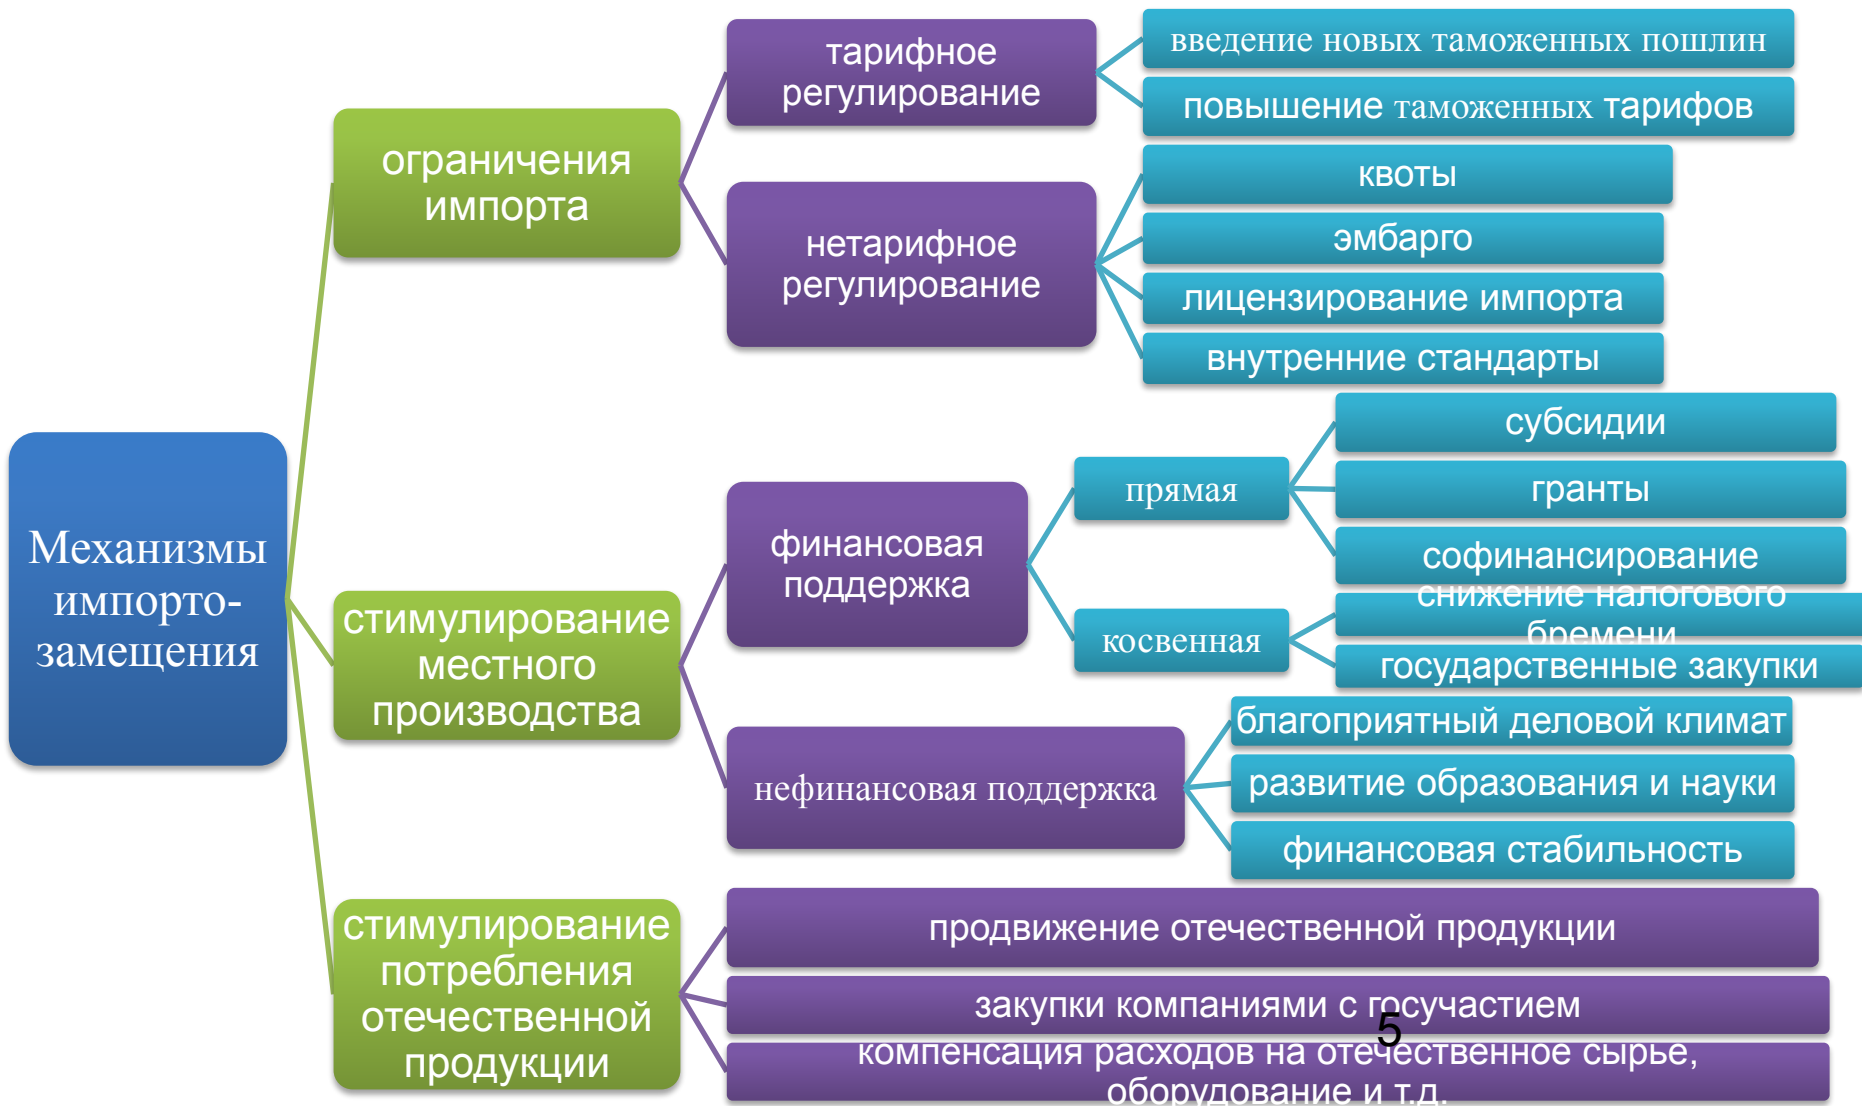 Механизмы
импорто-
замещения
ограничения
импорта
тарифное
регулирование
введение новых таможенных пошлин
повышение таможенных тарифов
нетарифное
регулирование
квоты
эмбарго
лицензирование импорта
внутренние стандарты
стимулирование
местного
производства
финансовая
поддержка
прямая
субсидии
гранты
софинансирование
косвенная
снижение налогового
бремени
государственные закупки
нефинансовая поддержка
благоприятный деловой климат
развитие образования и науки
финансовая стабильность
стимулирование
потребления
отечественной
продукции
продвижение отечественной продукции
закупки компаниями с госучастием
компенсация расходов на отечественное сырье,
оборудование и т.д.
5